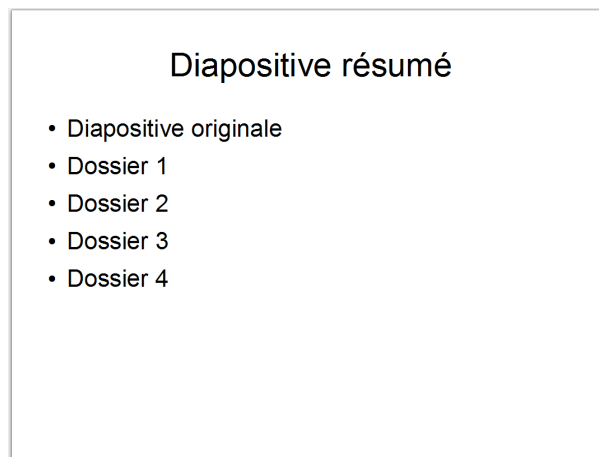 Diapositive résumé
• Diapositive originale
• Dossier 1
• Dossier 2
• Dossier 3
• Dossier 4